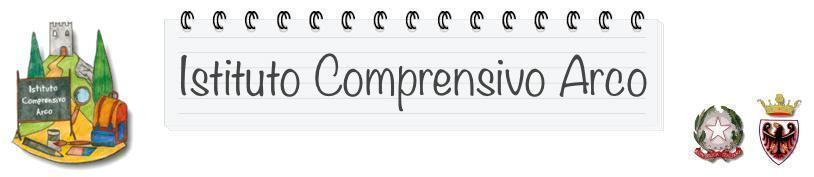 Istituto Comprensivo Arco
Istituto
Comprensivo
Arco